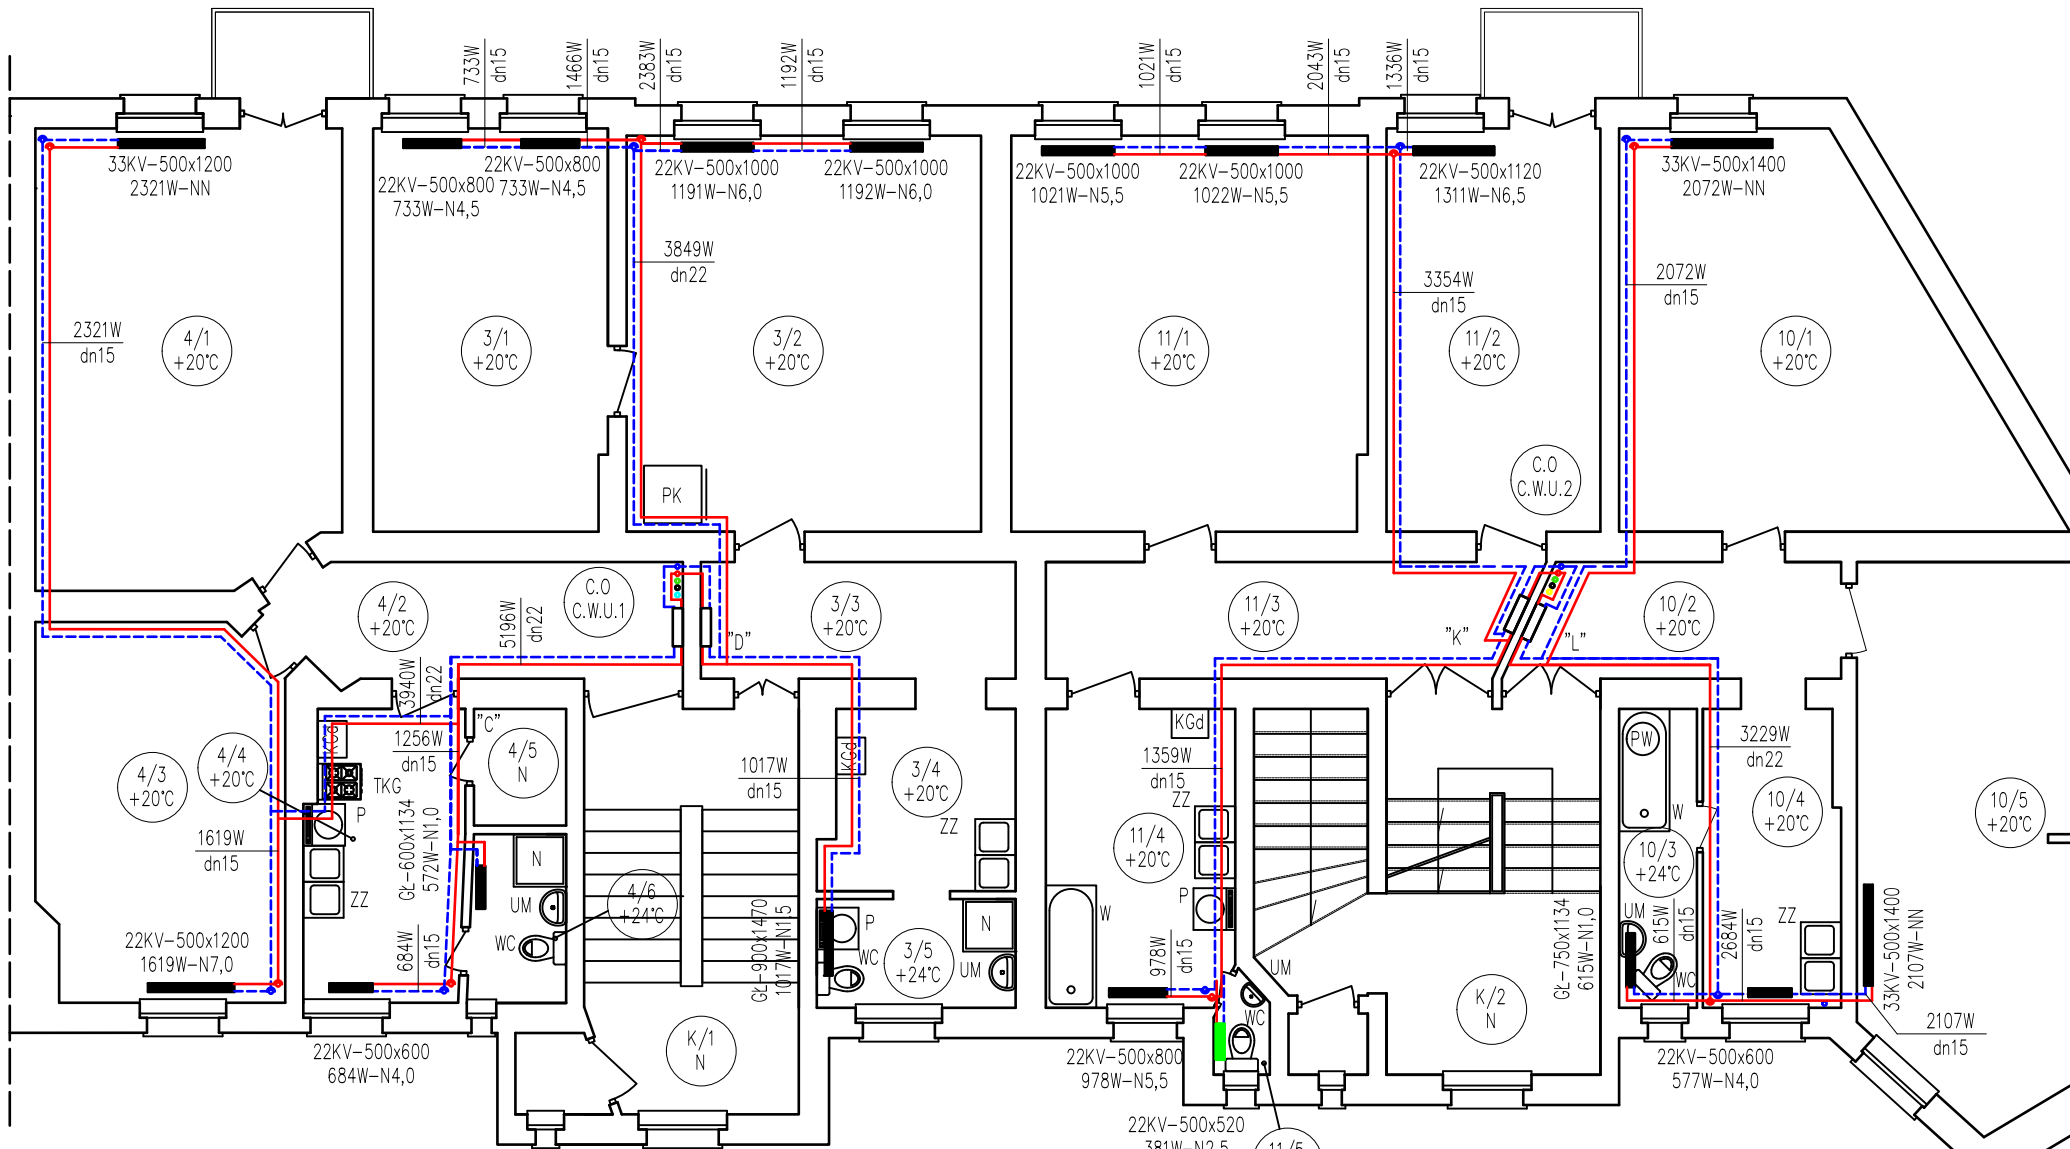 733W
dn15
1466W
dn15
2383W
dn15
1192W
dn15
1021W
dn15
2043W
dn15
1336W
dn15
33KV-500x1200
2321W-NN
22KV-500x800
733W-N4,5
22KV-500x800
733W-N4,5
22KV-500x1000
1191W-N6,0
22KV-500x1000
1192W-N6,0
22KV-500x1000
1021W-N5,5
22KV-500x1000
1022W-N5,5
22KV-500x1120
1311W-N6,5
33KV-500x1400
2072W-NN
3849W
dn22
3354W
dn15
2072W
dn15
2321W
dn15
4/1
+20°C
3/1
+20°C
3/2
+20°C
11/1
+20°C
11/2
+20°C
10/1
+20°C
PK
C.O
C.W.U.2
4/2
+20°C
C.O
C.W.U.1
5196W
dn22
"D"
3/3
+20°C
11/3
+20°C
"K"
"L"
10/2
+20°C
3940W
dn22
"C"
KGd
1256W
dn15
4/5
N
1017W
dn15
KGd
3/4
+20°C
KGd
1359W
dn15
PW
3229W
dn22
4/3
+20°C
4/4
+20°C
TKG
P
ZZ
ZZ
11/4
+20°C
W
10/4
+20°C
10/5
+20°C
1619W
dn15
GŁ-600x1134
572W-N1,0
N
UM
WC
4/6
+24°C
ZZ
684W
dn15
GŁ-900x1470
1017W-N1,5
P
WC
3/5
+24°C
N
UM
W
P
978W
dn15
UM
WC
GŁ-750x1134
615W-N1,0
10/3
+24°C
UM
615W
dn15
WC
2684W
dn15
ZZ
33KV-500x1400
2107W-NN
22KV-500x1200
1619W-N7,0
K/1
N
K/2
N
2107W
dn15
22KV-500x600
684W-N4,0
22KV-500x800
978W-N5,5
22KV-500x600
577W-N4,0
22KV-500x520
381W-N2,5
11/5